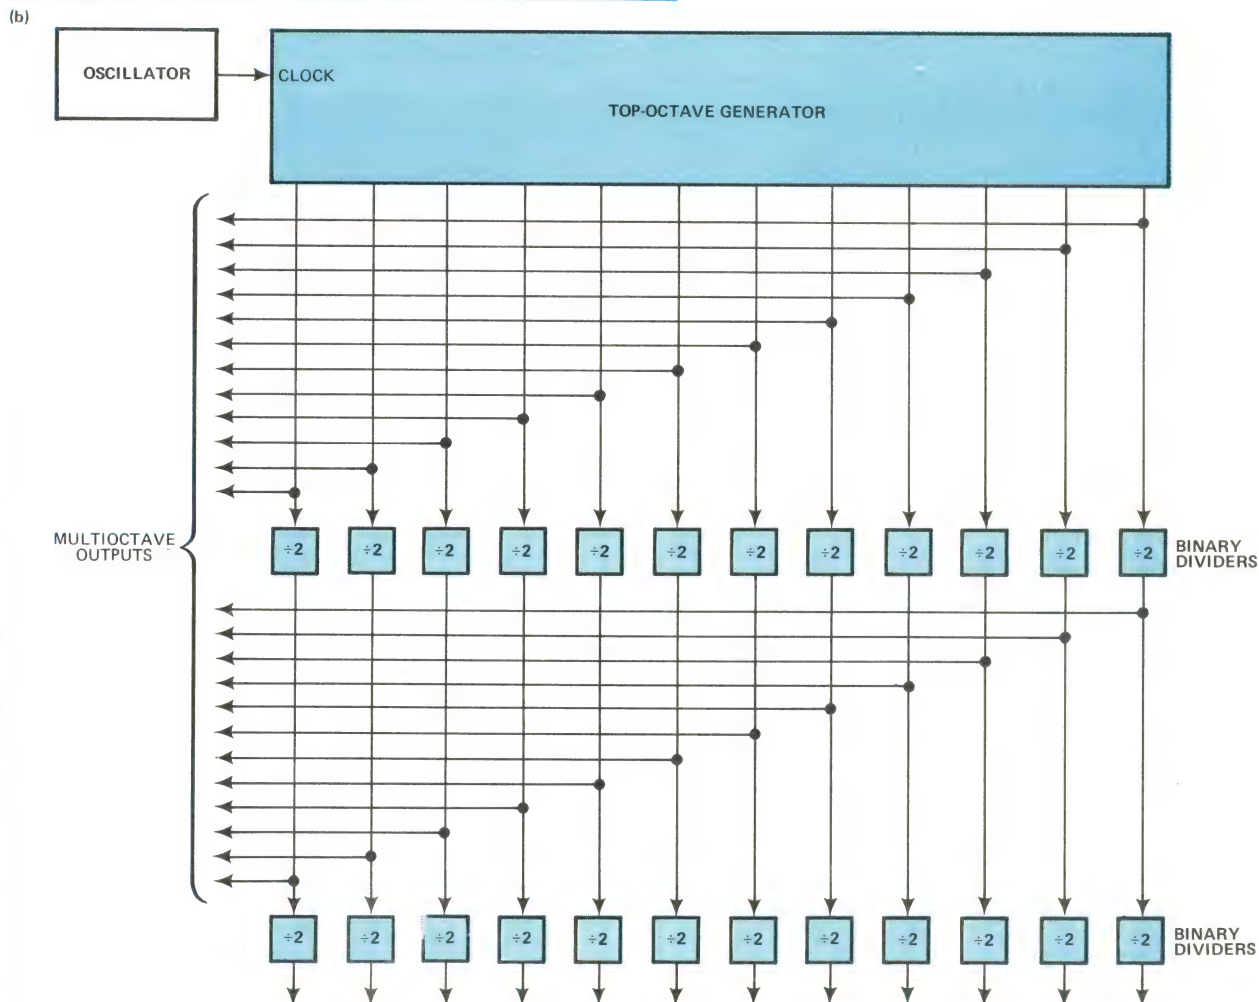 (b)
OSCILLATOR
CLOCK
TOP-OCTAVE GENERATOR
MULTIOCTAVE
OUTPUTS
÷2 ÷2 ÷2 ÷2 ÷2 ÷2 ÷2 ÷2 ÷2 ÷2 ÷2 ÷2
BINARY
DIVIDERS
÷2 ÷2 ÷2 ÷2 ÷2 ÷2 ÷2 ÷2 ÷2 ÷2 ÷2 ÷2
BINARY
DIVIDERS